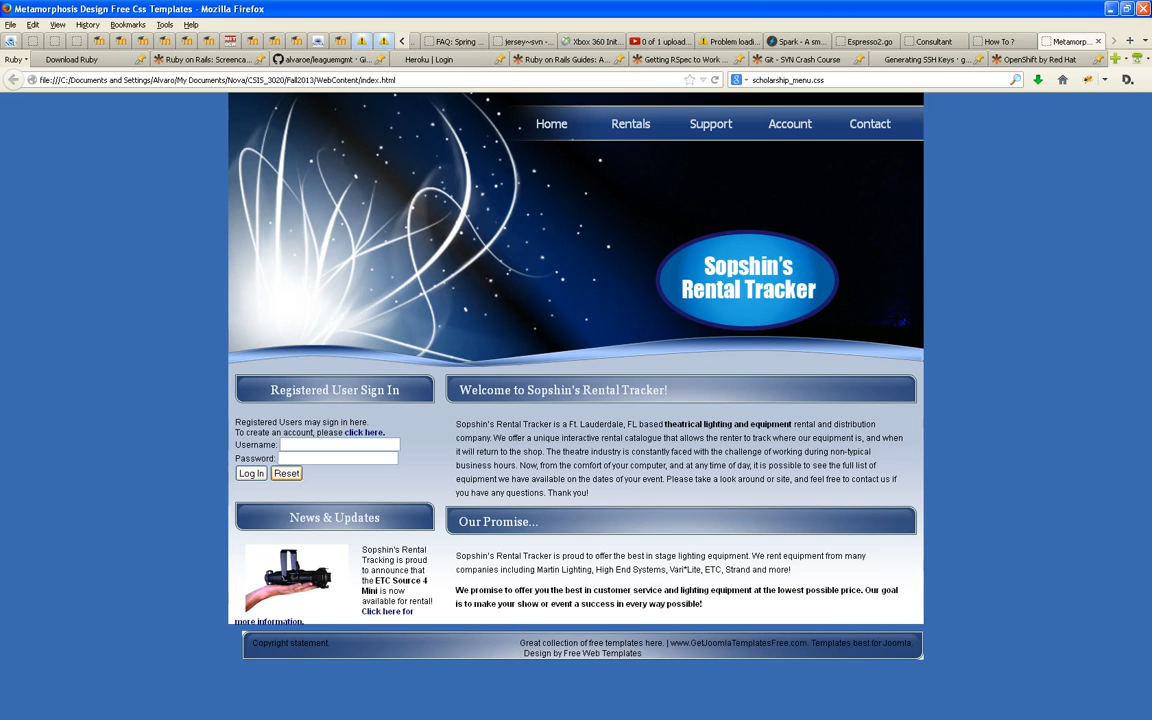 Metamorphosis Design Free Css Templates - Mozilla Firefox
File Edit View History Bookmarks Tools Help
FAQ: Spring ... jersey~svn -... Xbox 360 Init... 0 of 1 upload... Problem loadi... Spark - A sm... Espresso2.go Consultant How To ? Metamorp...
Ruby Download Ruby Ruby on Rails: Screenca... alvaroe/leaguemgmt · Gi... Heroku | Login Ruby on Rails Guides: A... Getting RSpec to Work ... Git - SVN Crash Course Generating SSH Keys · g... OpenShift by Red Hat
file:///C:/Documents and Settings/Alvaro/My Documents/Nova/CSIS_3020/Fall2013/WebContent/index.html scholarship_menu.css
Home Rentals Support Account Contact
Sopshin's
Rental Tracker
Registered User Sign In
Registered Users may sign in here.
To create an account, please click here.
Username:
Password:
Log In Reset
News & Updates
Sopshin's Rental
Tracking is proud
to announce that
the ETC Source 4
Mini is now
available for rental!
Click here for
more information.
Welcome to Sopshin's Rental Tracker!
Sopshin's Rental Tracker is a Ft. Lauderdale, FL based theatrical lighting and equipment rental and distribution
company. We offer a unique interactive rental catalogue that allows the renter to track where our equipment is, and when
it will return to the shop. The theatre industry is constantly faced with the challenge of working during non-typical
business hours. Now, from the comfort of your computer, and at any time of day, it is possible to see the full list of
equipment we have available on the dates of your event. Please take a look around or site, and feel free to contact us if
you have any questions. Thank you!
Our Promise...
Sopshin's Rental Tracker is proud to offer the best in stage lighting equipment. We rent equipment from many
companies including Martin Lighting, High End Systems, Vari*Lite, ETC, Strand and more!
We promise to offer you the best in customer service and lighting equipment at the lowest possible price. Our goal
is to make your show or event a success in every way possible!
Copyright statement. Great collection of free templates here. | www.GetJoomlaTemplatesFree.com. Templates best for Joomla.
Design by Free Web Templates